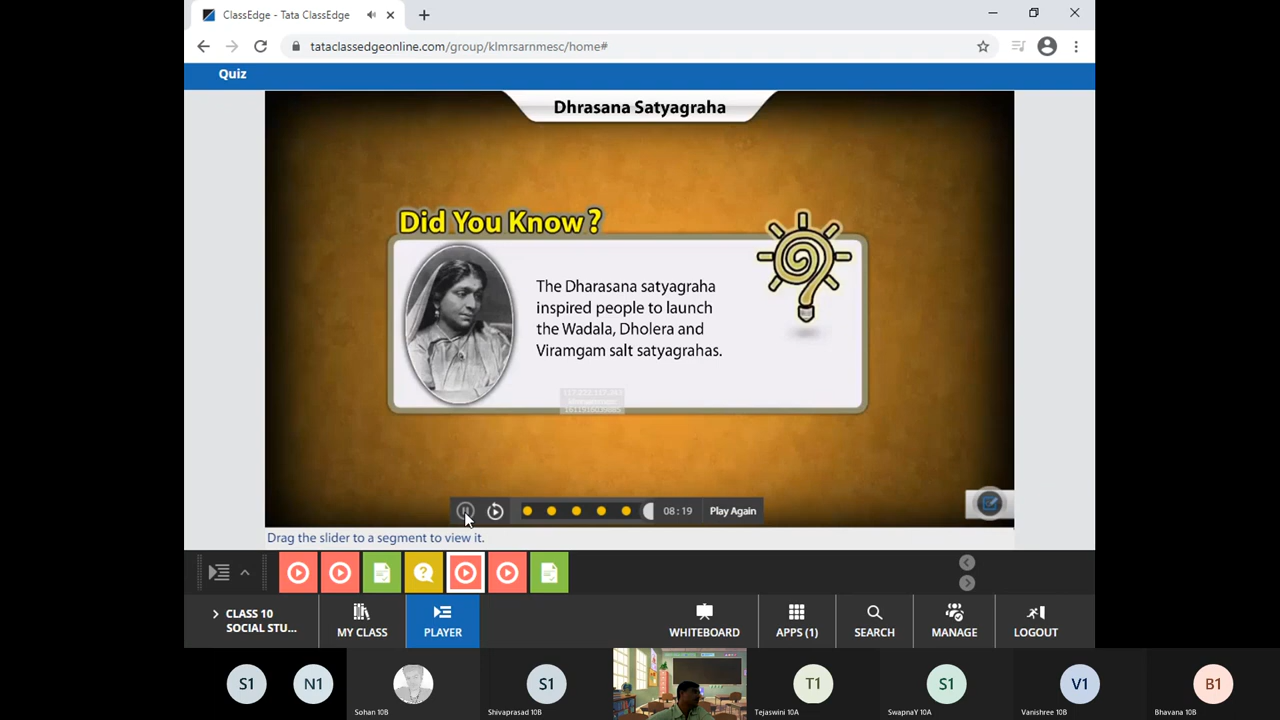 ClassEdge - Tata ClassEdge
tataclassedgeonline.com/group/klmrsarnmesc/home#
Quiz
Dhrasana Satyagraha
Did You Know?
The Dharasana satyagraha
inspired people to launch
the Wadala, Dholera and
Viramgam salt satyagrahas.
08:19
Play Again
Drag the slider to a segment to view it.
CLASS 10
SOCIAL STU...
MY CLASS
PLAYER
WHITEBOARD
APPS (1)
SEARCH
MANAGE
LOGOUT
S1
N1
Sohan 10B
S1
Shivaprasad 10B
T1
Tejaswini 10A
S1
SwapnaY 10A
V1
Vanishree 10B
B1
Bhavana 10B